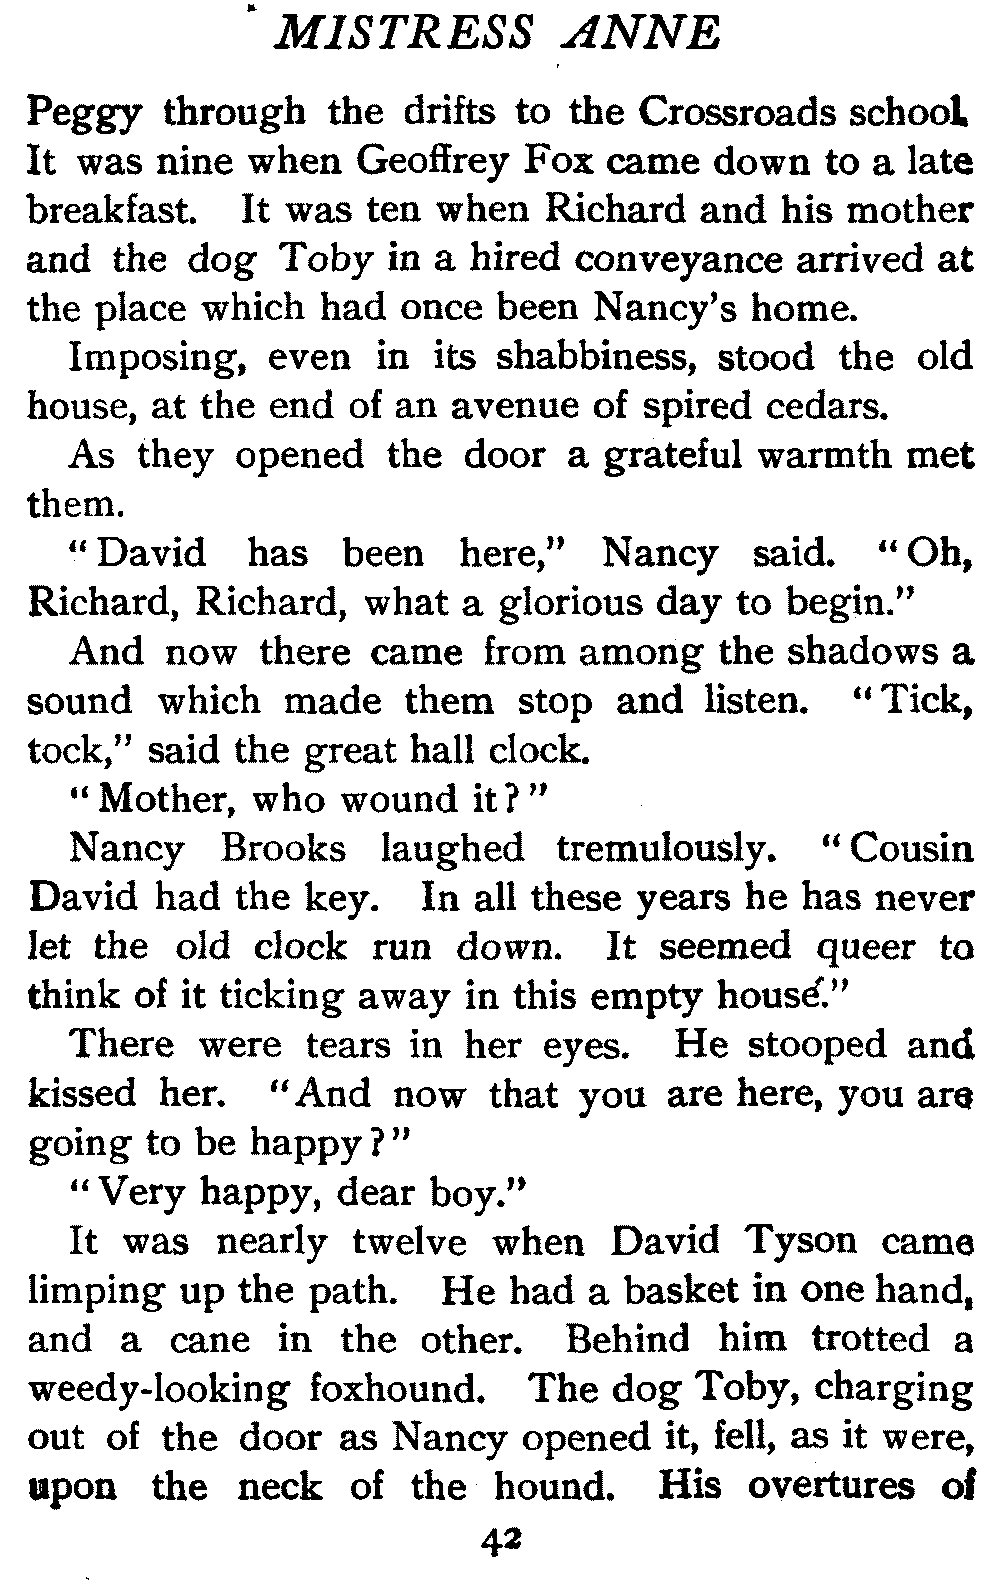 MISTRESS ANNE
Peggy through the drifts to the Crossroads school.
It was nine when Geoffrey Fox came down to a late
breakfast. It was ten when Richard and his mother
and the dog Toby in a hired conveyance arrived at
the place which had once been Nancy's home.
Imposing, even in its shabbiness, stood the old
house, at the end of an avenue of spired cedars.
As they opened the door a grateful warmth met
them.
"David has been here," Nancy said. "Oh,
Richard, Richard, what a glorious day to begin."
And now there came from among the shadows a
sound which made them stop and listen. "Tick,
tock," said the great hall clock.
"Mother, who wound it?"
Nancy Brooks laughed tremulously. "Cousin
David had the key. In all these years he has never
let the old clock run down. It seemed queer to
think of it ticking away in this empty house."
There were tears in her eyes. He stooped and
kissed her. "And now that you are here, you are
going to be happy?"
"Very happy, dear boy."
It was nearly twelve when David Tyson came
limping up the path. He had a basket in one hand,
and a cane in the other. Behind him trotted a
weedy-looking foxhound. The dog Toby, charging
out of the door as Nancy opened it, fell, as it were,
upon the neck of the hound. His overtures of
42